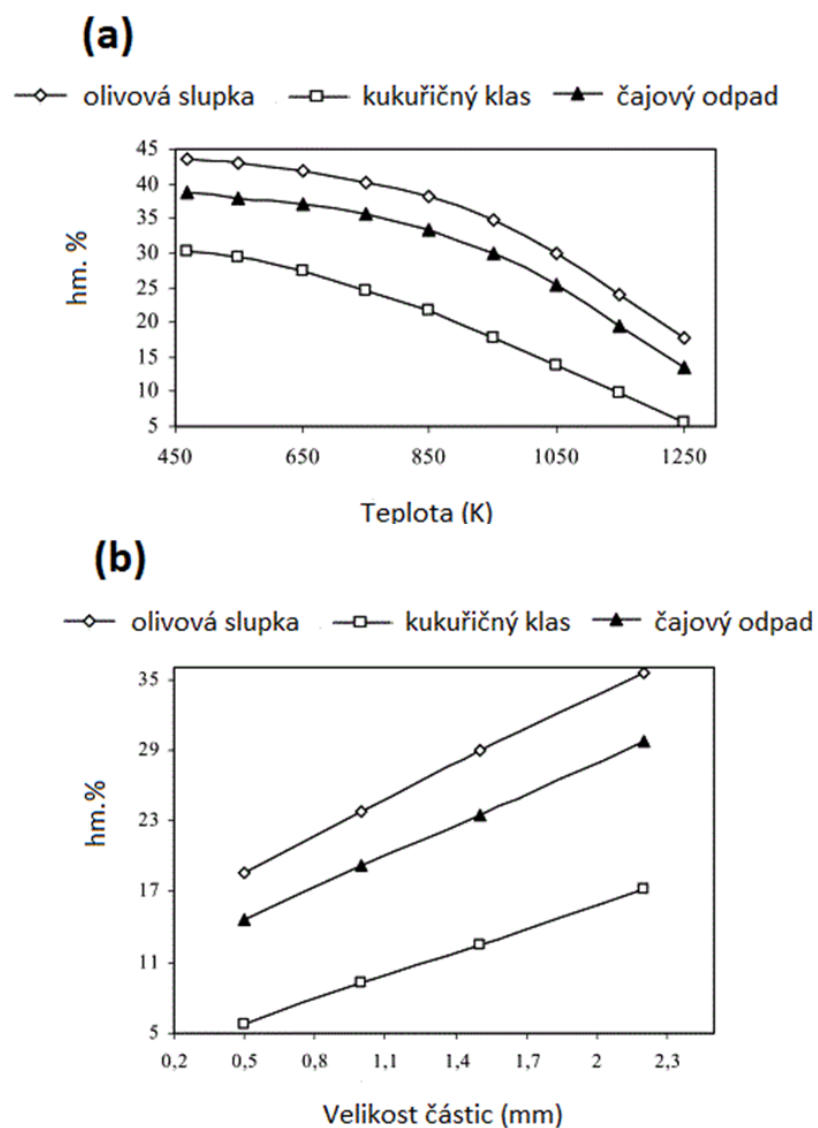 (a)
olivová slupka kukuřičný klas čajový odpad
45
40
35
30
25
20
15
10
5
hm. %
450 650 850 1050 1250
Teplota (K)
(b)
olivová slupka kukuřičný klas čajový odpad
35
29
23
17
11
5
hm.%
0,2 0,5 0,8 1,1 1,4 1,7 2 2,3
Velikost částic (mm)